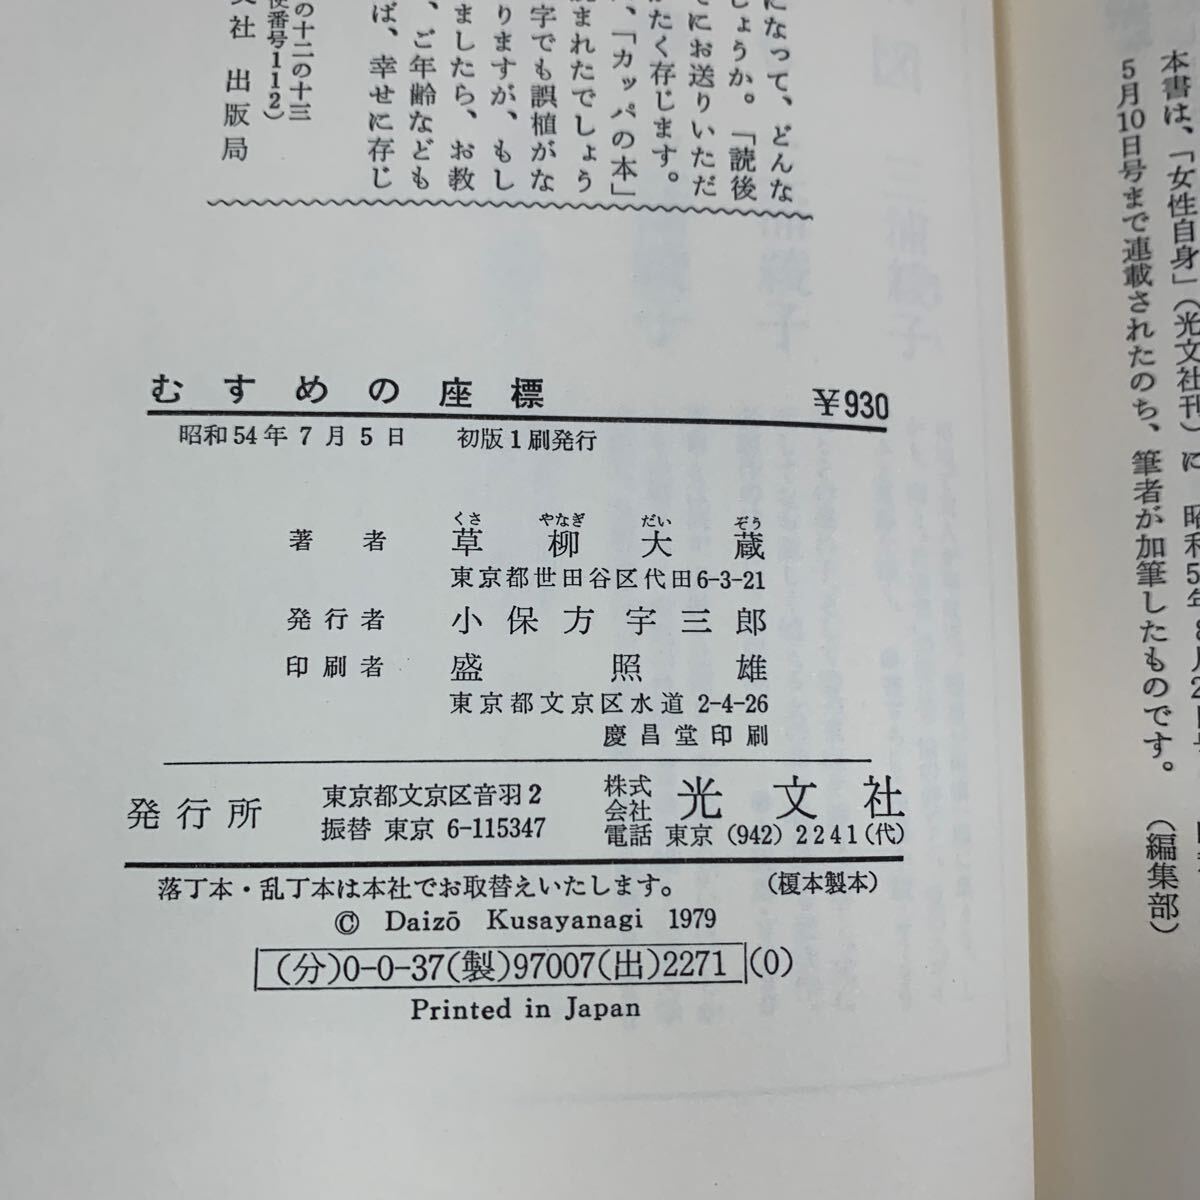 本書は、「女性自身」(光文社刊)に
5月10日号まで連載されたのち、筆者が加筆したものです。 (編集部)
になって、どんな
しょうか。「読後
てにお送りいただ
がたく存じます。
「カッパの本」
読まれたでしょう
字でも誤植がな
りますが、もし
ましたら、お教
、ご年齢なども
ば、幸せに存じ
の十二の十三
便番号112)
文社 出版局
むすめの座標 ¥930
昭和54年7月5日 初版1刷発行
くさ やなぎ だい ぞう
著者 草柳大蔵
東京都世田谷区代田6-3-21
発行者 小保方宇三郎
印刷者 盛照雄
東京都文京区水道2-4-26
慶昌堂印刷
発行所 東京都文京区音羽2 株式会社 光文社
振替 東京 6-115347 電話 東京 (942) 2241(代)
落丁本・乱丁本は本社でお取替えいたします。 (榎本製本)
© Daizō Kusayanagi 1979
(分)0-0-37(製)97007(出)2271 (0)
Printed in Japan